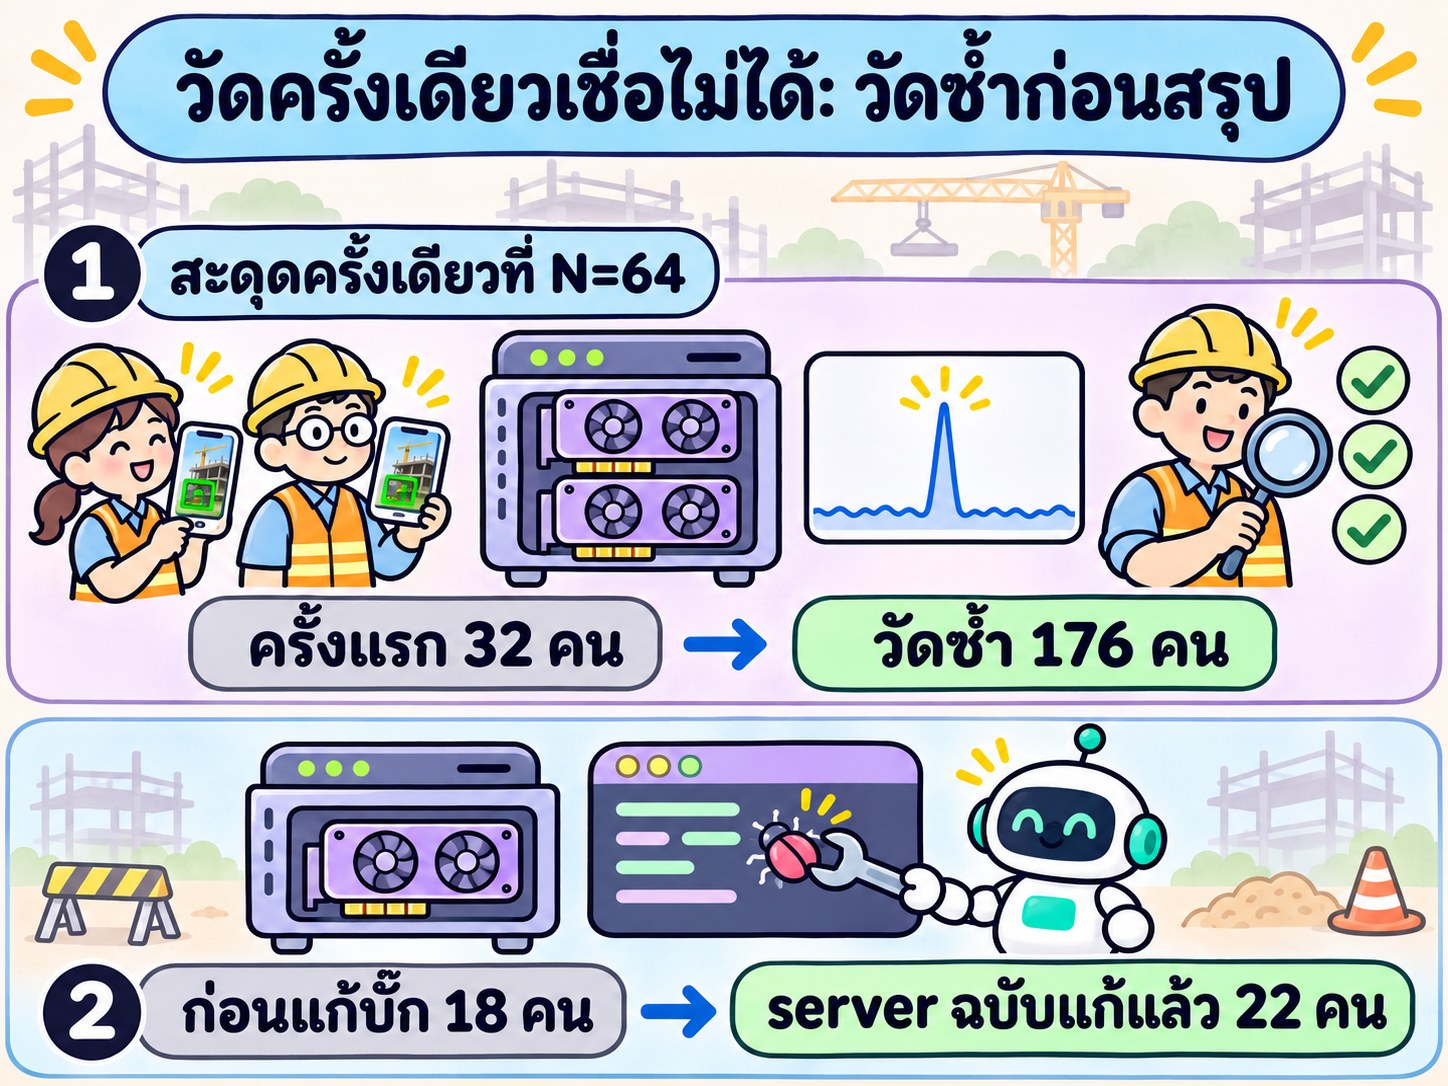 วัดครั้งเดียวเชื่อไม่ได้: วัดซ้ำก่อนสรุป
1 สะดุดครั้งเดียวที่ N=64
ครั้งแรก 32 คน
วัดซ้ำ 176 คน
2 ก่อนแก้บั๊ก 18 คน
server ฉบับแก้แล้ว 22 คน